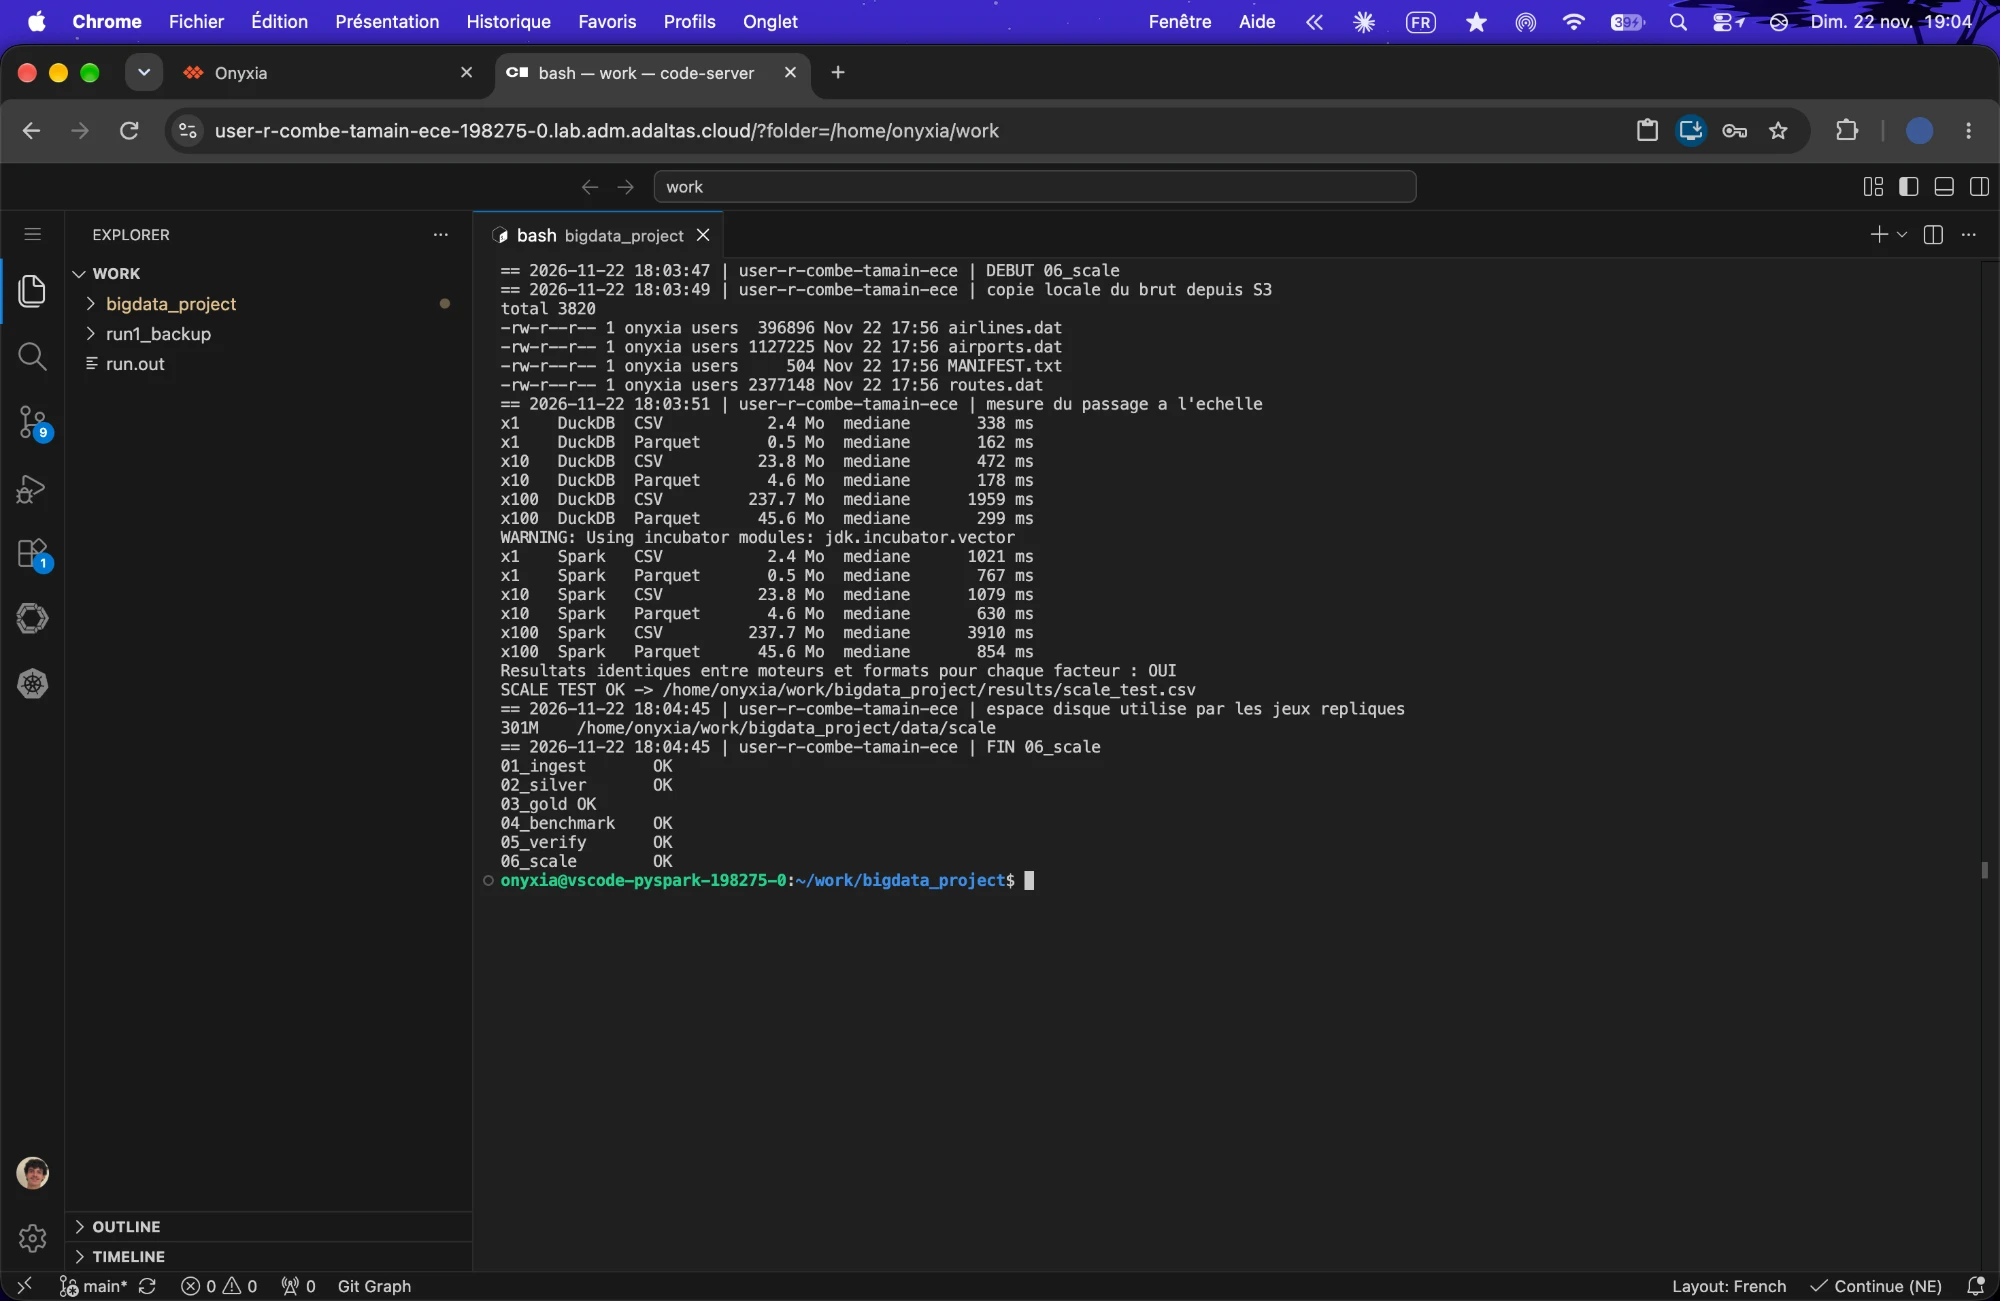 Chrome Fichier Édition Présentation Historique Favoris Profils Onglet Fenêtre Aide FR 39 Dim. 22 nov. 19:04
Onyxia
bash — work — code-server
user-r-combe-tamain-ece-198275-0.lab.adm.adaltas.cloud/?folder=/home/onyxia/work
work
EXPLORER
WORK
bigdata_project
run1_backup
run.out
9
1
OUTLINE
TIMELINE
bash bigdata_project
== 2026-11-22 18:03:47 | user-r-combe-tamain-ece | DEBUT 06_scale
== 2026-11-22 18:03:49 | user-r-combe-tamain-ece | copie locale du brut depuis S3
total 3820
-rw-r--r-- 1 onyxia users  396896 Nov 22 17:56 airlines.dat
-rw-r--r-- 1 onyxia users 1127225 Nov 22 17:56 airports.dat
-rw-r--r-- 1 onyxia users     504 Nov 22 17:56 MANIFEST.txt
-rw-r--r-- 1 onyxia users 2377148 Nov 22 17:56 routes.dat
== 2026-11-22 18:03:51 | user-r-combe-tamain-ece | mesure du passage a l'echelle
x1    DuckDB  CSV           2.4 Mo  mediane       338 ms
x1    DuckDB  Parquet       0.5 Mo  mediane       162 ms
x10   DuckDB  CSV          23.8 Mo  mediane       472 ms
x10   DuckDB  Parquet       4.6 Mo  mediane       178 ms
x100  DuckDB  CSV         237.7 Mo  mediane      1959 ms
x100  DuckDB  Parquet      45.6 Mo  mediane       299 ms
WARNING: Using incubator modules: jdk.incubator.vector
x1    Spark   CSV           2.4 Mo  mediane      1021 ms
x1    Spark   Parquet       0.5 Mo  mediane       767 ms
x10   Spark   CSV          23.8 Mo  mediane      1079 ms
x10   Spark   Parquet       4.6 Mo  mediane       630 ms
x100  Spark   CSV         237.7 Mo  mediane      3910 ms
x100  Spark   Parquet      45.6 Mo  mediane       854 ms
Resultats identiques entre moteurs et formats pour chaque facteur : OUI
SCALE TEST OK -> /home/onyxia/work/bigdata_project/results/scale_test.csv
== 2026-11-22 18:04:45 | user-r-combe-tamain-ece | espace disque utilise par les jeux repliques
301M    /home/onyxia/work/bigdata_project/data/scale
== 2026-11-22 18:04:45 | user-r-combe-tamain-ece | FIN 06_scale
01_ingest       OK
02_silver       OK
03_gold OK
04_benchmark    OK
05_verify       OK
06_scale        OK
onyxia@vscode-pyspark-198275-0:~/work/bigdata_project$
main* 0 0 0 Git Graph Layout: French Continue (NE)